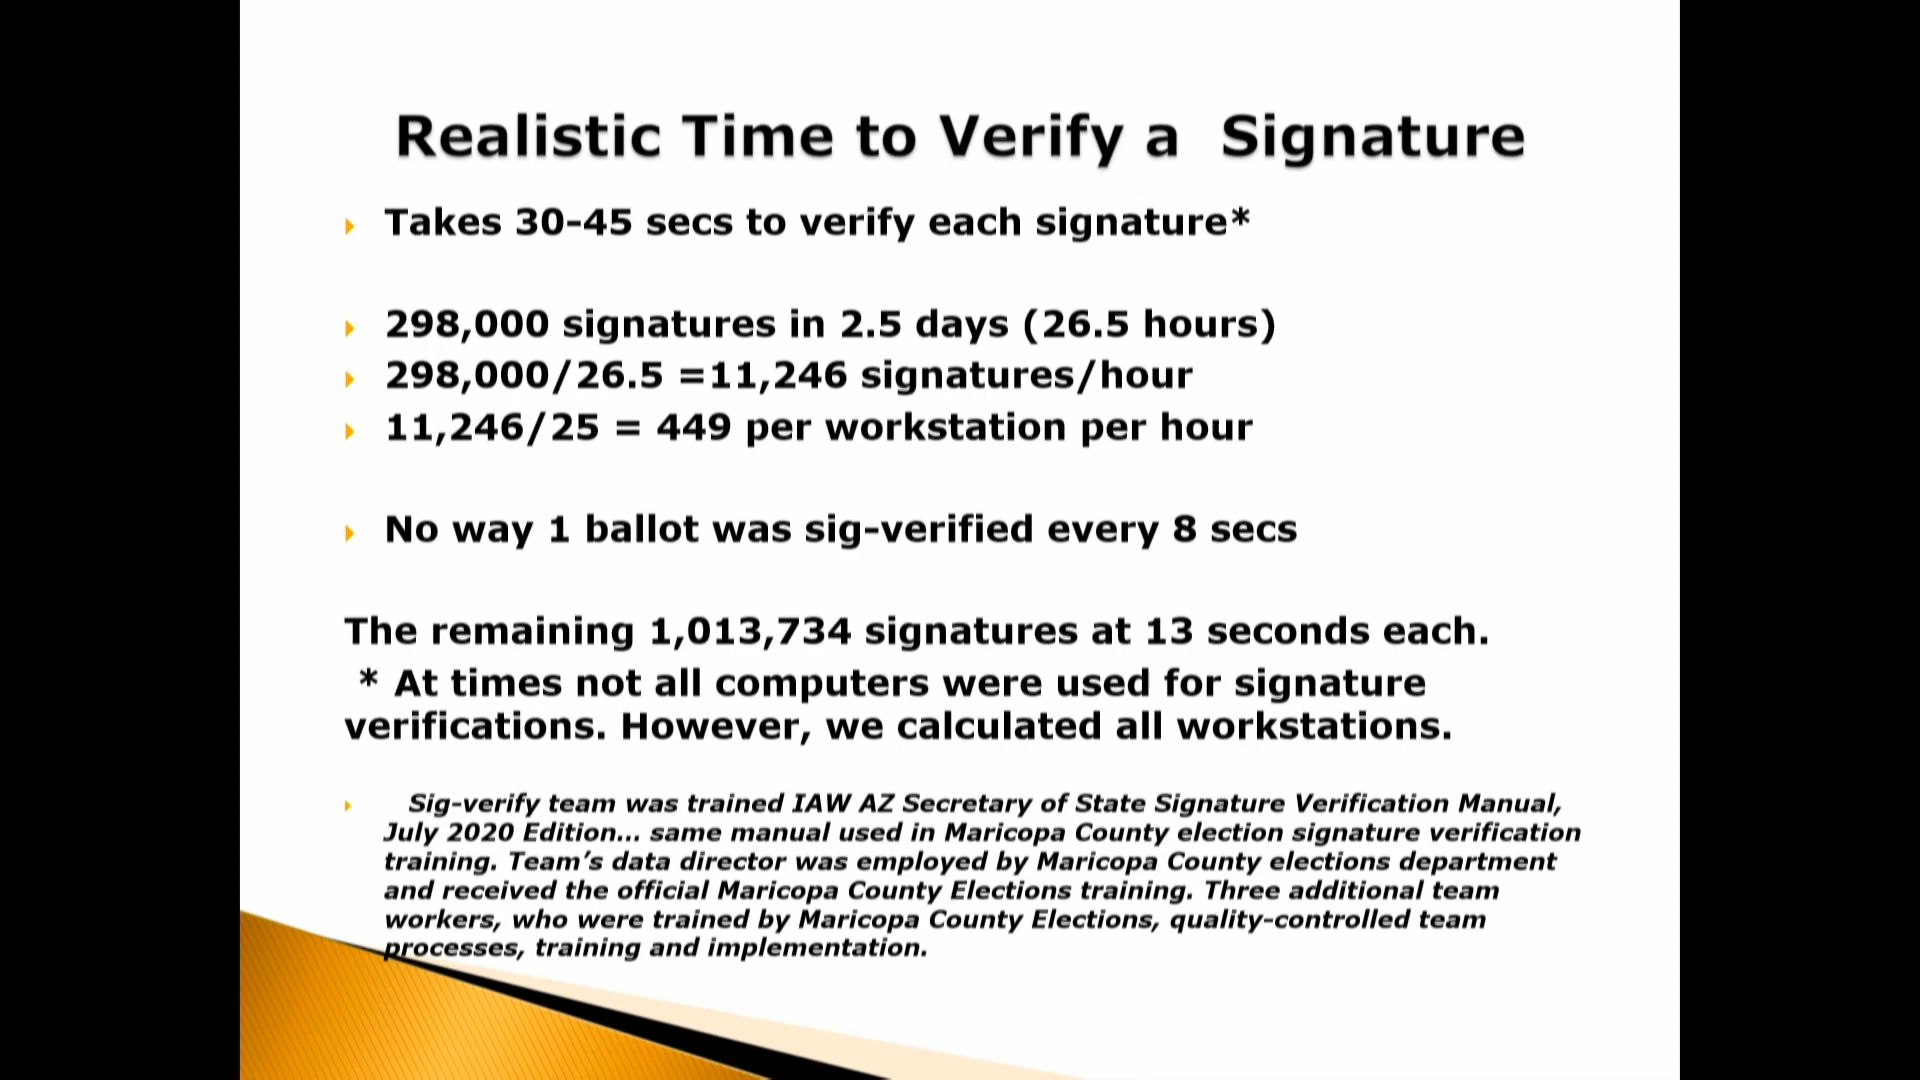 Realistic Time to Verify a  Signature
Takes 30-45 secs to verify each signature*
298,000 signatures in 2.5 days (26.5 hours)
298,000/26.5 =11,246 signatures/hour
11,246/25 = 449 per workstation per hour
No way 1 ballot was sig-verified every 8 secs
The remaining 1,013,734 signatures at 13 seconds each.
* At times not all computers were used for signature
verifications. However, we calculated all workstations.
Sig-verify team was trained IAW AZ Secretary of State Signature Verification Manual,
July 2020 Edition... same manual used in Maricopa County election signature verification
training. Team’s data director was employed by Maricopa County elections department
and received the official Maricopa County Elections training. Three additional team
workers, who were trained by Maricopa County Elections, quality-controlled team
processes, training and implementation.